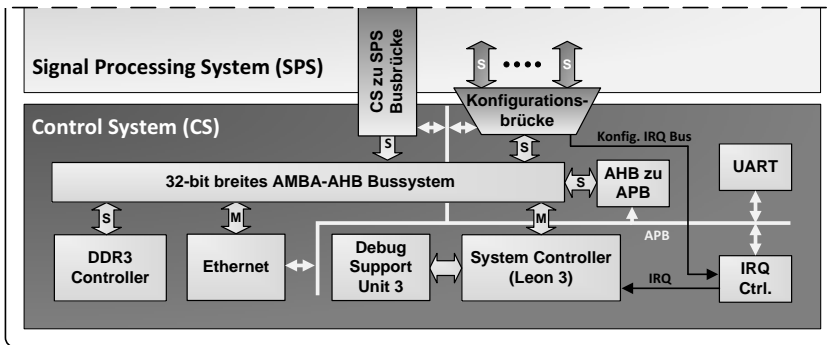 Signal Processing System (SPS)
CS zu SPS
Busbrücke
S
S
Konfigurations-
brücke
Control System (CS)
Konfig. IRQ Bus
S
S
32-bit breites AMBA-AHB Bussystem
S
AHB zu
APB
UART
S
M
M
APB
DDR3
Controller
Ethernet
Debug
Support
Unit 3
System Controller
(Leon 3)
IRQ
IRQ
Ctrl.